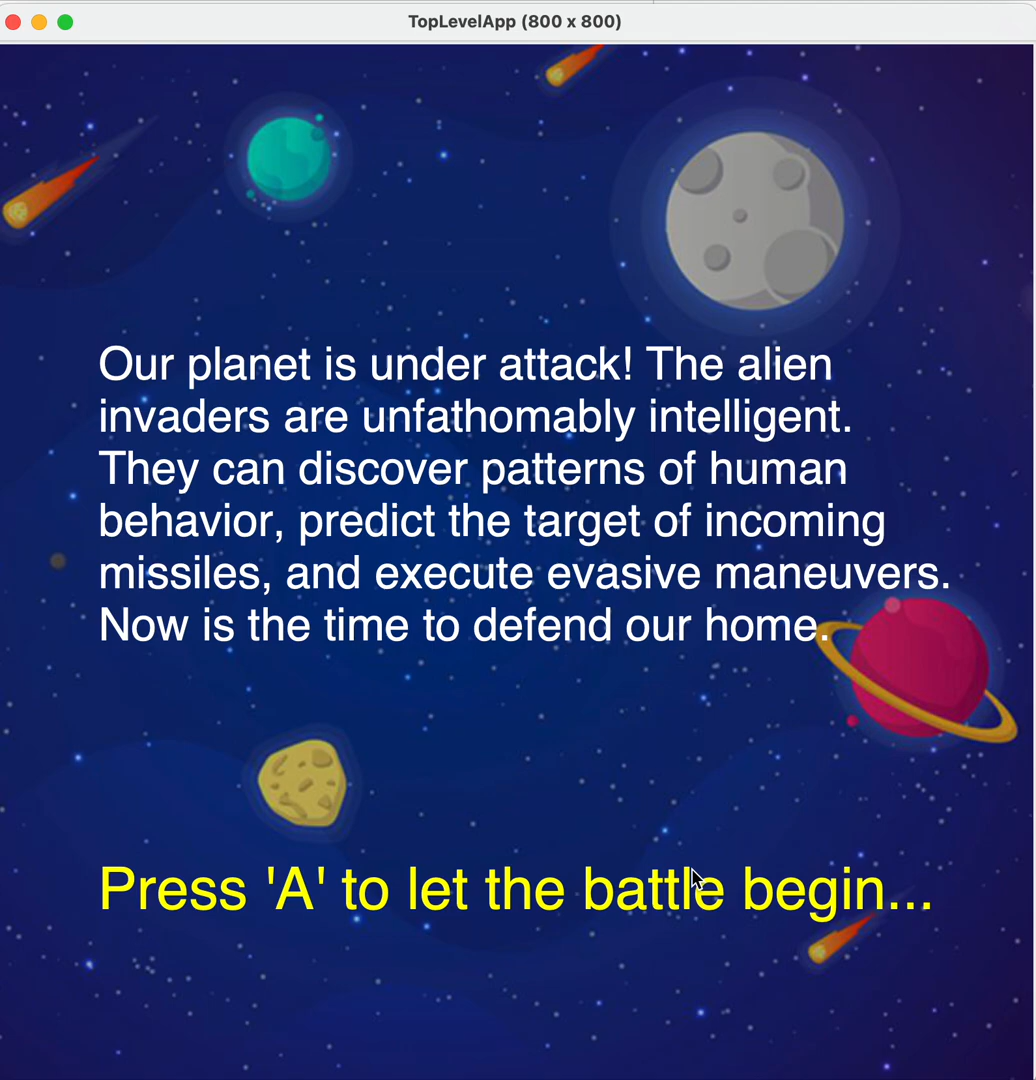 TopLevelApp (800 x 800)
Our planet is under attack! The alien
invaders are unfathomably intelligent.
They can discover patterns of human
behavior, predict the target of incoming
missiles, and execute evasive maneuvers.
Now is the time to defend our home.
Press 'A' to let the battle begin...